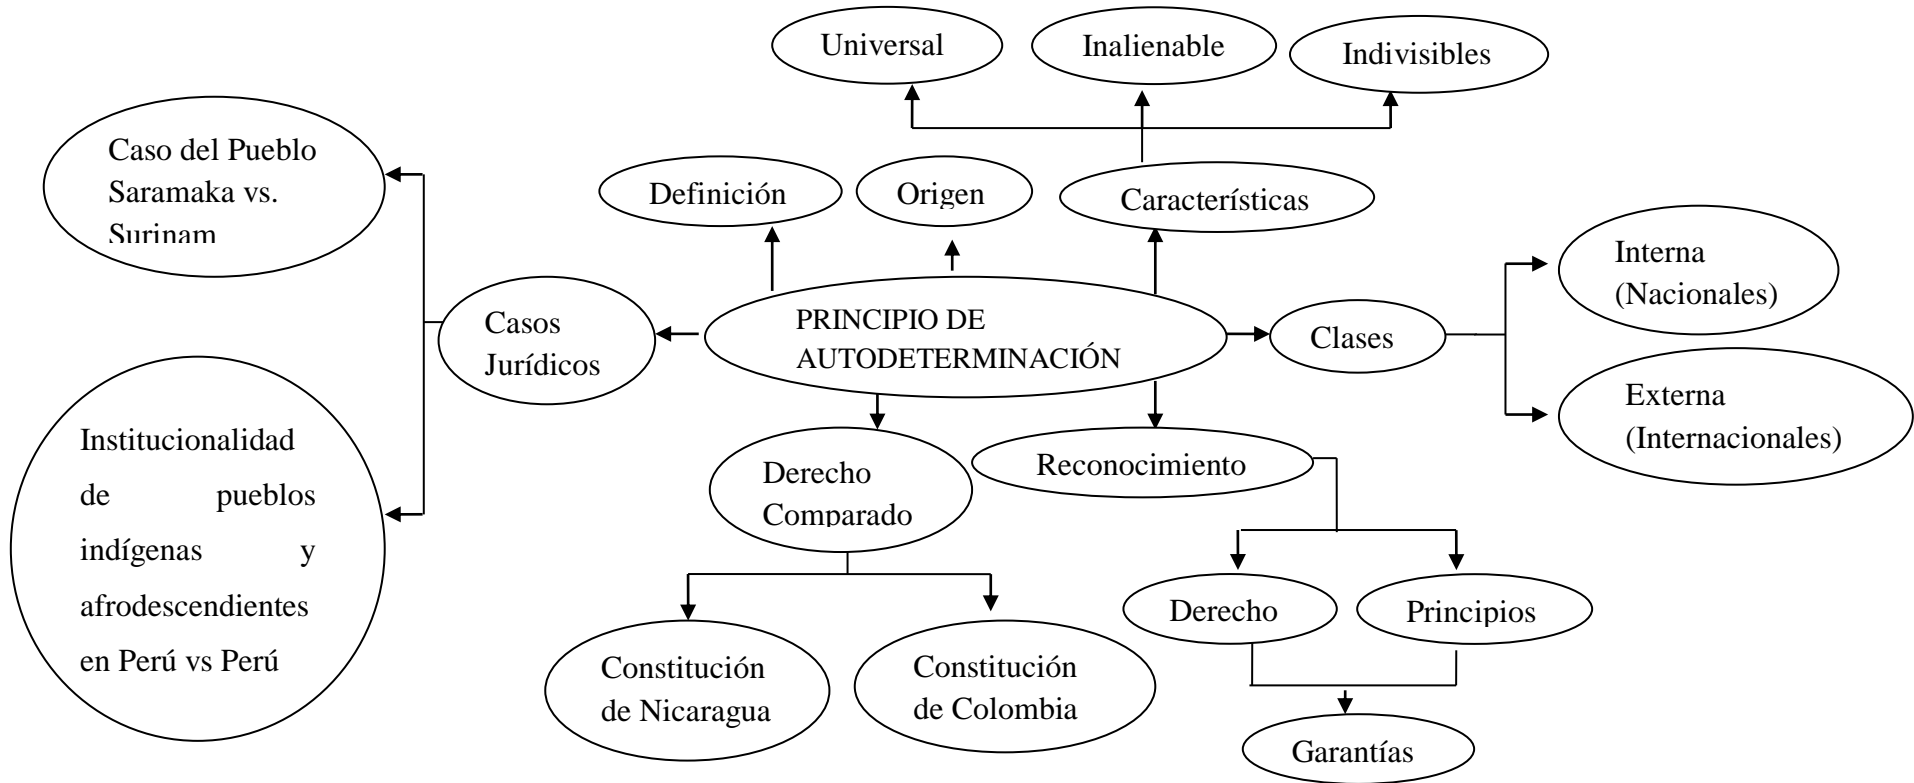 Universal
Inalienable
Indivisibles
Caso del Pueblo
Saramaka vs.
Surinam
Definición
Origen
Características
Interna
(Nacionales)
Casos
Jurídicos
PRINCIPIO DE
AUTODETERMINACIÓN
Clases
Externa
(Internacionales)
Institucionalidad
de pueblos
indígenas y
afrodescendientes
en Perú vs Perú
Derecho
Comparado
Reconocimiento
Derecho
Principios
Constitución
de Nicaragua
Constitución
de Colombia
Garantías